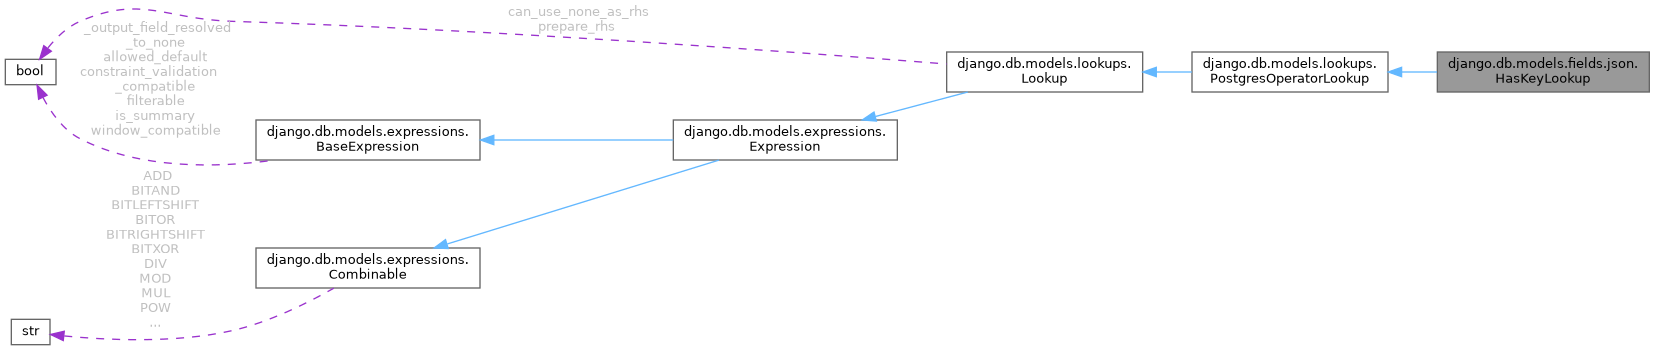 can_use_none_as_rhs
prepare_rhs
_output_field_resolved
_to_none
allowed_default
constraint_validation
_compatible
filterable
is_summary
window_compatible
bool
django.db.models.lookups.
Lookup
django.db.models.lookups.
PostgresOperatorLookup
django.db.models.fields.json.
HasKeyLookup
django.db.models.expressions.
BaseExpression
django.db.models.expressions.
Expression
ADD
BITAND
BITLEFTSHIFT
BITOR
BITRIGHTSHIFT
BITXOR
DIV
MOD
MUL
POW
...
django.db.models.expressions.
Combinable
str